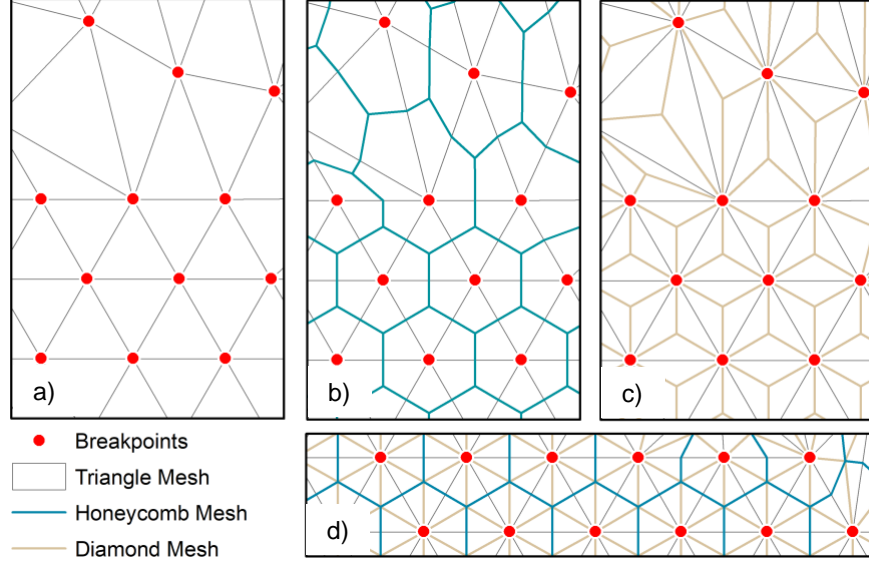 a)
b)
c)
Breakpoints
Triangle Mesh
Honeycomb Mesh
Diamond Mesh
d)